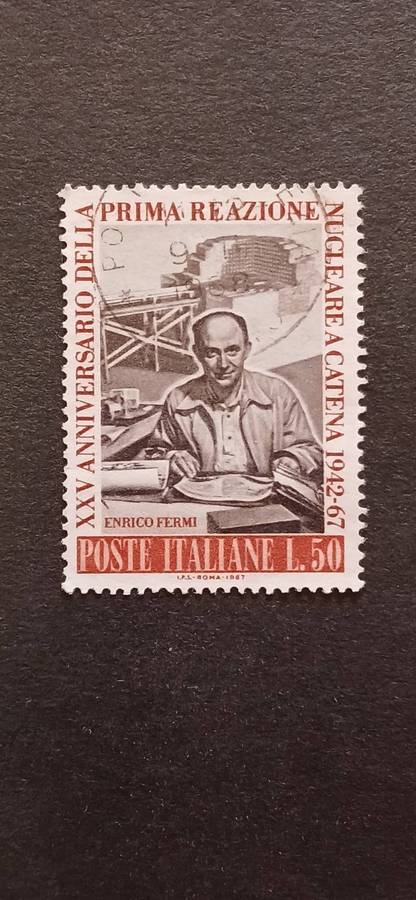 XXV ANNIVERSARIO DELLA
PRIMA REAZIONE
NUCLEARE A CATENA 1942-67
ENRICO FERMI
POSTE ITALIANE L.50
I.P.S.-ROMA-1967